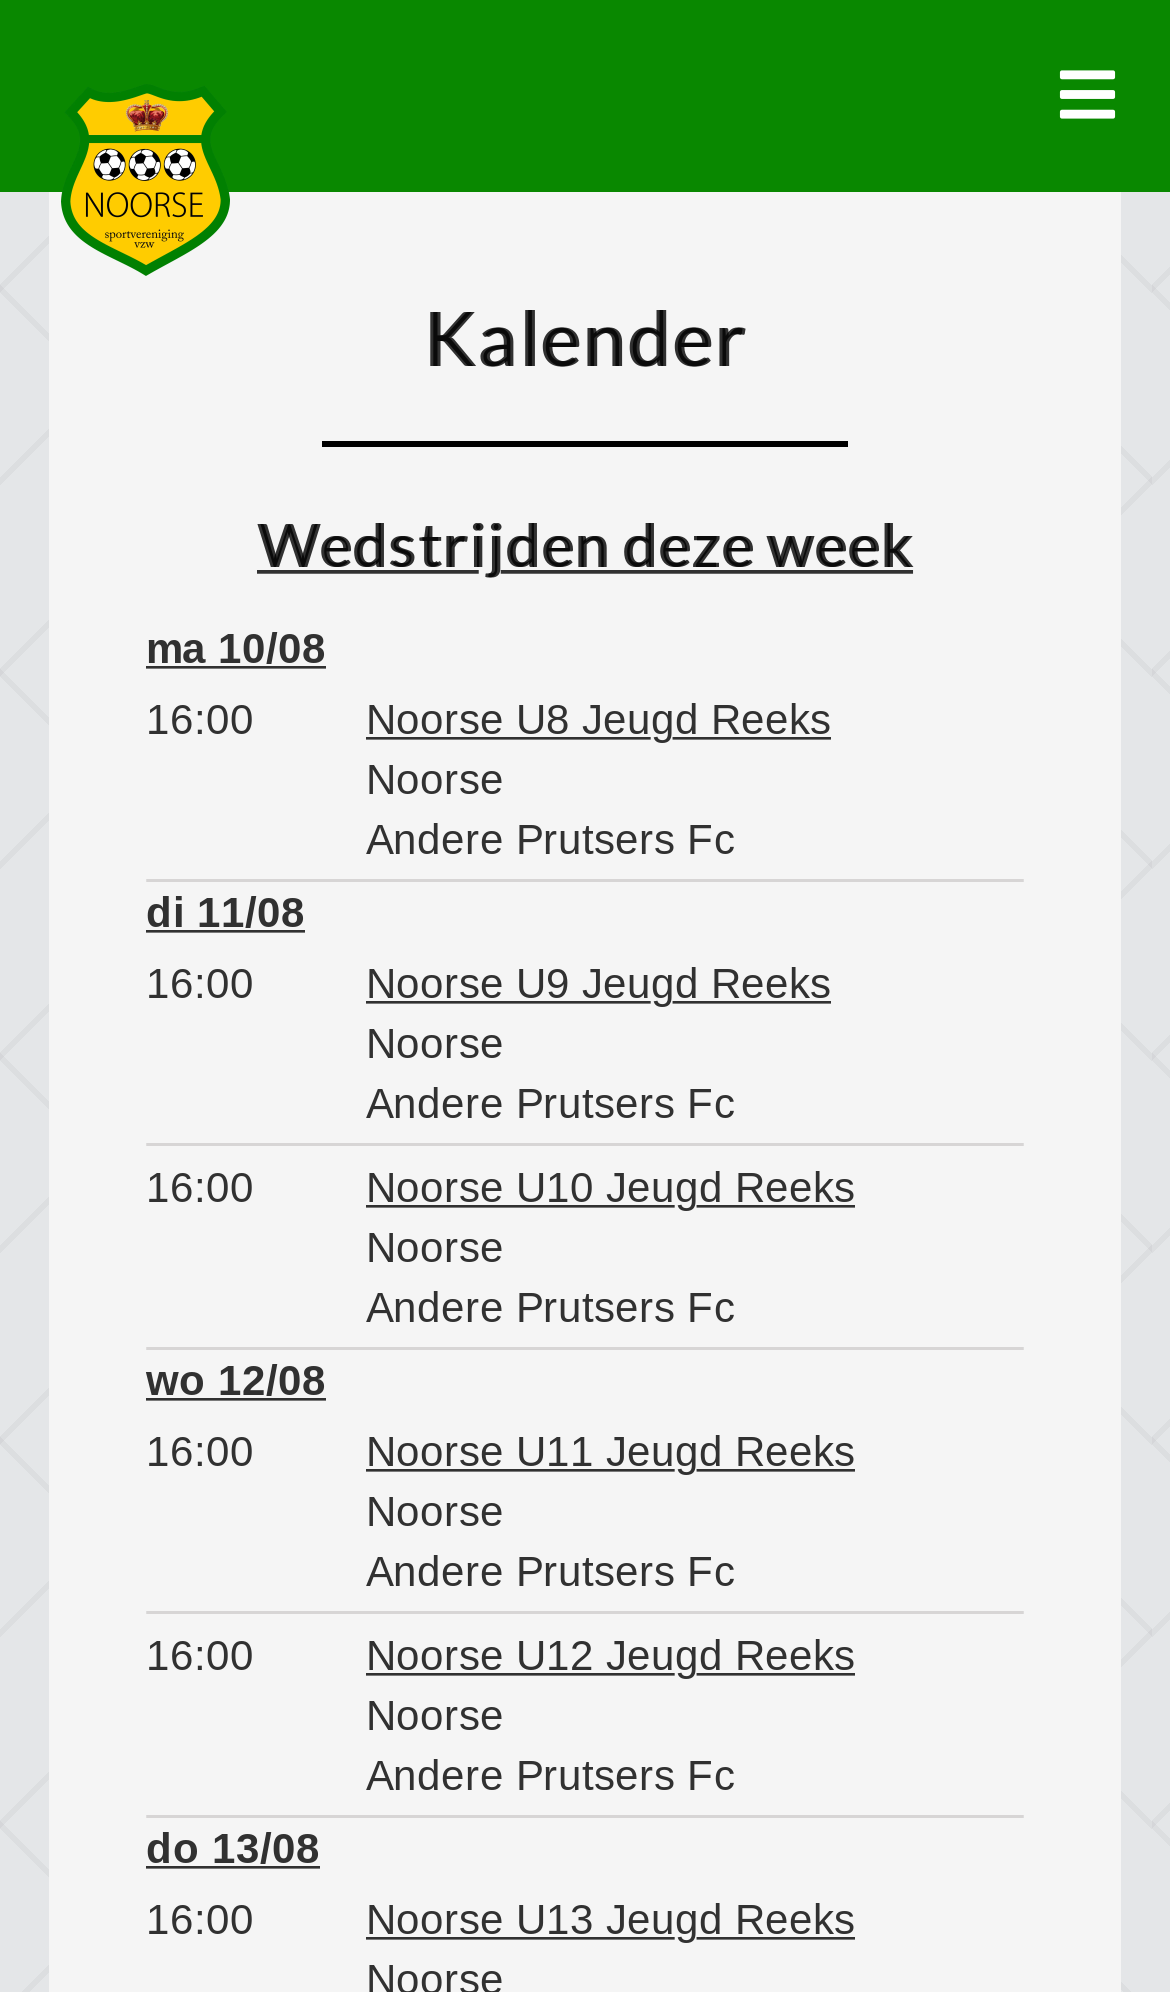 NOORSE
sportvereniging
vzw
Kalender
Wedstrijden deze week
ma 10/08
16:00 Noorse U8 Jeugd Reeks
Noorse
Andere Prutsers Fc
di 11/08
16:00 Noorse U9 Jeugd Reeks
Noorse
Andere Prutsers Fc
16:00 Noorse U10 Jeugd Reeks
Noorse
Andere Prutsers Fc
wo 12/08
16:00 Noorse U11 Jeugd Reeks
Noorse
Andere Prutsers Fc
16:00 Noorse U12 Jeugd Reeks
Noorse
Andere Prutsers Fc
do 13/08
16:00 Noorse U13 Jeugd Reeks
Noorse